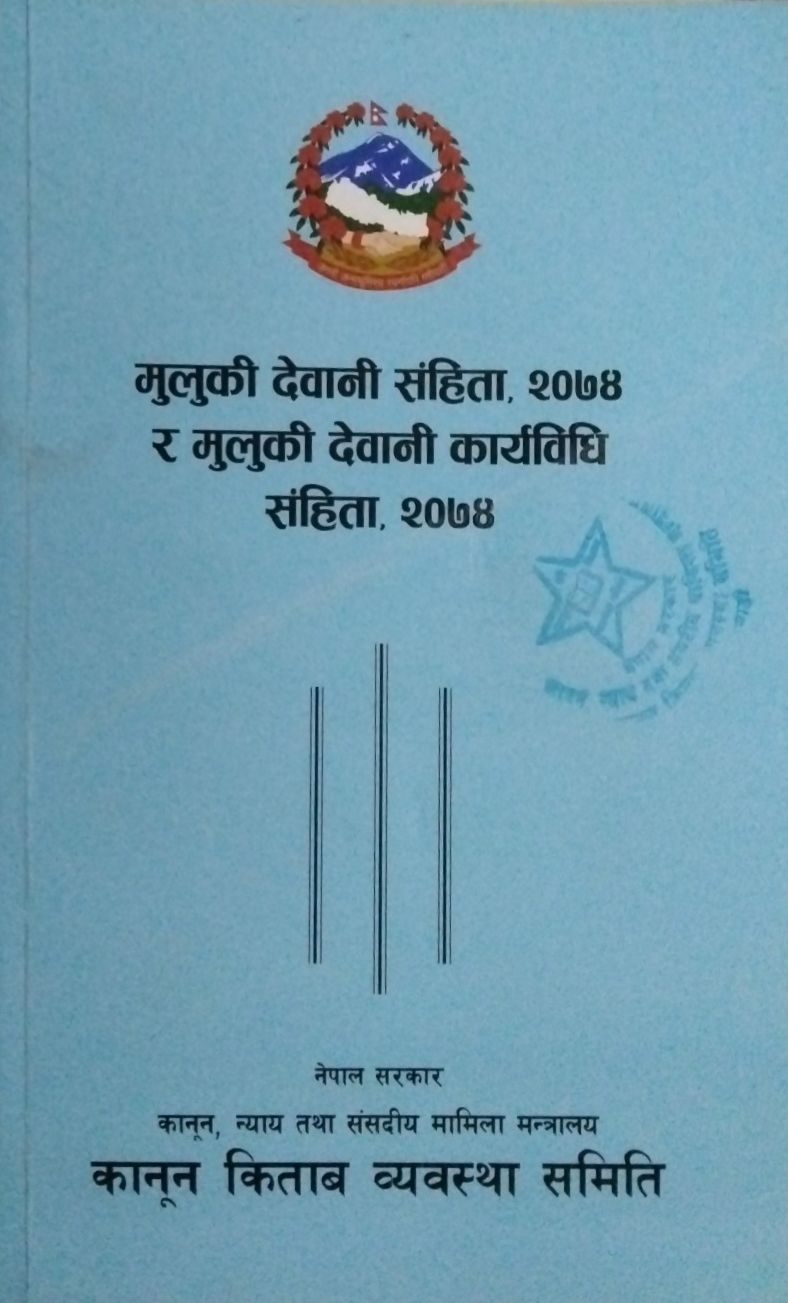 मुलुकी देवानी संहिता, २०७४
र मुलुकी देवानी कार्यविधि
संहिता, २०७४
नेपाल सरकार
कानून, न्याय तथा संसदीय मामिला मन्त्रालय
कानून किताब व्यवस्था समिति